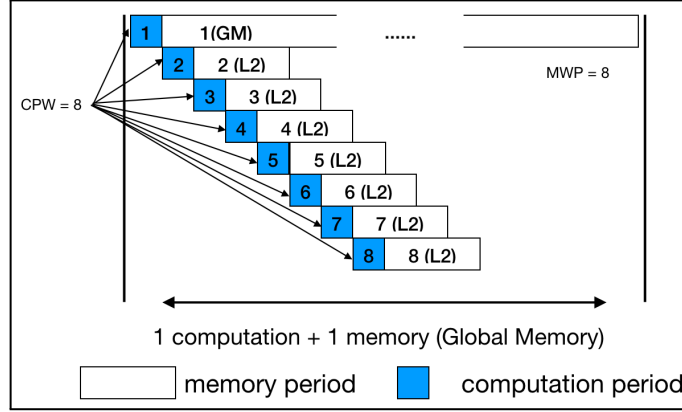 1 1(GM) ......
2 2 (L2)
MWP = 8
3 3 (L2)
CPW = 8
4 4 (L2)
5 5 (L2)
6 6 (L2)
7 7 (L2)
8 8 (L2)
1 computation + 1 memory (Global Memory)
memory period computation period